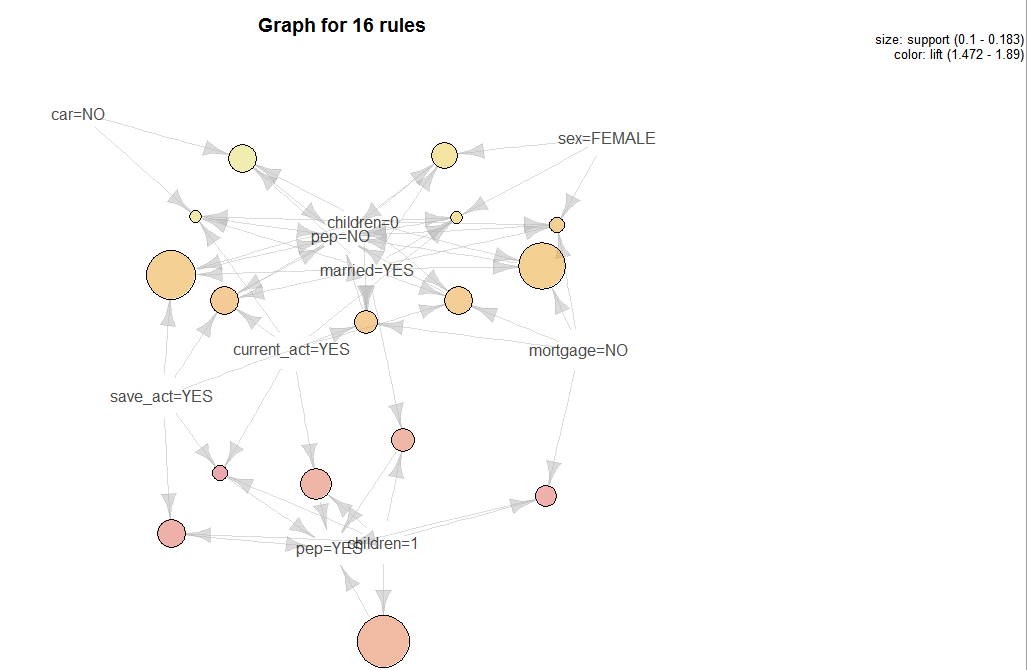 Graph for 16 rules
size: support (0.1 - 0.183)
color: lift (1.472 - 1.89)
car=NO
sex=FEMALE
children=0
pep=NO
married=YES
current_act=YES
mortgage=NO
save_act=YES
children=1
pep=YES